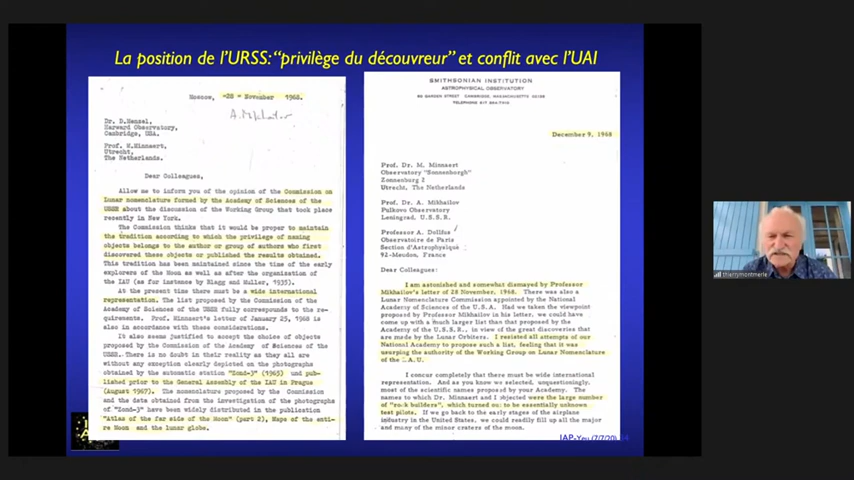 La position de l'URSS: "privilège du découvreur" et conflit avec l'UAI
Moscow, -28 - November 1968.
A. Mikhailov
Dr. D.Menzel,
Harward Observatory,
Cambridge, USA.
Prof. M.Minnaert,
Utrecht,
The Netherlands.
Dear Colleagues,
Allow me to inform you of the opinion of the Commission on
Lunar nomenclature formed by the Academy of Sciences of the
USSR about the discussion of the Working Group that took place
recently in New York.
The Commission thinks that it would be proper to maintain
the tradition according to which the privilege of naming
objects belongs to the author or group of authors who first
discovered these objects or published the results obtained.
This tradition has been maintained since the time of the early
explorers of the Moon as well as after the organization of
the IAU (as for instance by Blagg and Muller, 1935).
At the present time there must be a wide international
representation. The list proposed by the Commission of the
Academy of Sciences of the USSR fully corresponds to the re-
quirements. Prof. Minnaert's letter of January 25, 1968 is
also in accordance with these considerations.
It also seems justified to accept the choice of objects
proposed by the Commission of the Academy of Sciences of the
USSR. There is no doubt in their reality as they all are
without any exception clearly depicted on the photographs
obtained by the automatic station "Zond-3" (1965) and pub-
lished prior to the General Assembly of the IAU in Prague
(August 1967). The nomenclature proposed by the Commission
and the data obtained from the investigation of the photographs
of "Zond-3" have been widely distributed in the publication
"Atlas of the far side of the Moon" (part 2), Maps of the enti-
re Moon and the lunar globe.
SMITHSONIAN INSTITUTION
ASTROPHYSICAL OBSERVATORY
60 GARDEN STREET CAMBRIDGE, MASSACHUSETTS 02138
TELEPHONE 617
December 9, 1968
Prof. Dr. M. Minnaert
Observatory "Sonnenborgh"
Zonnenburg 2
Utrecht, The Netherlands
Prof. Dr. A. Mikhailov
Pulkovo Observatory
Leningrad, U.S.S.R.
Professor A. Dollfus
Observatoire de Paris
Section d'Astrophysique
92-Meudon, France
Dear Colleagues:
I am astonished and somewhat dismayed by Professor
Mikhailov's letter of 28 November, 1968. There was also a
Lunar Nomenclature Commission appointed by the National
Academy of Sciences of the U.S.A. Had we taken the viewpoint
proposed by Professor Mikhailov in his letter, we could have
come up with a much larger list than that proposed by the
Academy of the U.S.S.R., in view of the great discoveries that
are made by the Lunar Orbiters. I resisted all attempts of our
National Academy to propose such a list, feeling that it was
usurping the authority of the Working Group on Lunar Nomenclature
of the I.A.U.
I concur completely that there must be wide international
representation. And as you know we selected, unquestioningly,
most of the scientific names proposed by your Academy. The
names to which Dr. Minnaert and I objected were the large number
of "rock builders", which turned out to be essentially unknown
test pilots. If we go back to the early stages of the airplane
industry in the United States, we could readily fill up all the major
and many of the minor craters of the moon.
IAP-Yeu (7/7/20)
thierrymontmerle